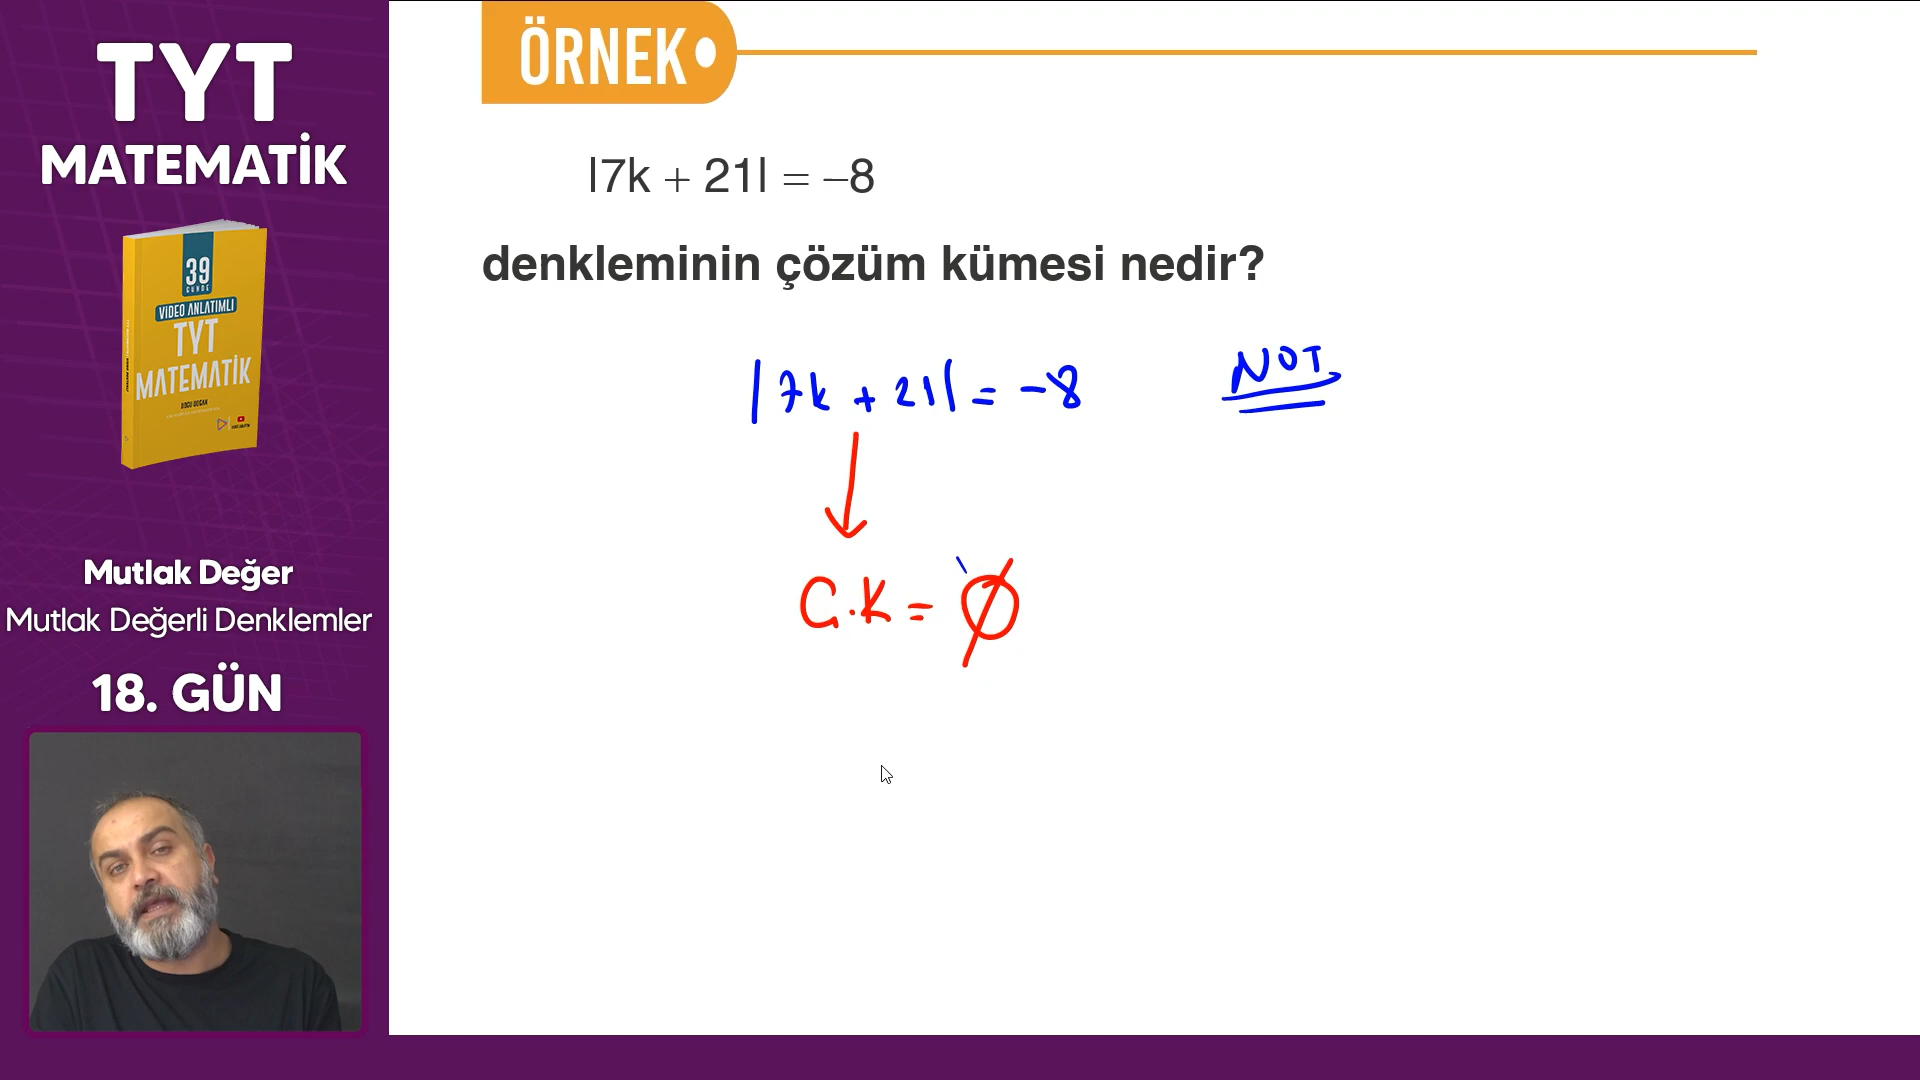 TYT
MATEMATİK
39
GÜNDE
VİDEO ANLATIMLI
TYT
MATEMATİK
Mutlak Değer
Mutlak Değerli Denklemler
18. GÜN
ÖRNEK
|7k + 21| = –8
denkleminin çözüm kümesi nedir?
|7k + 21| = -8
NOT
Ç.K = ∅